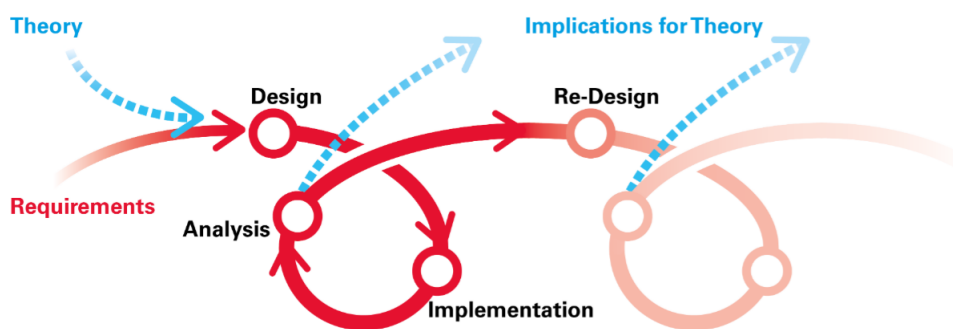 Theory
Implications for Theory
Design
Re-Design
Requirements
Analysis
Implementation